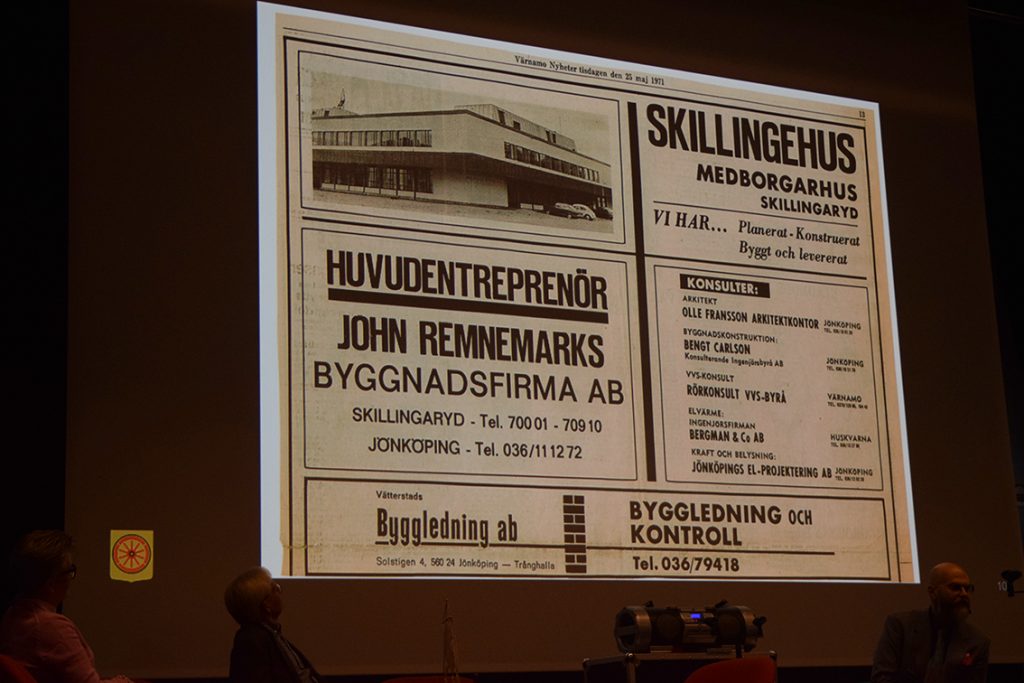 Värnamo Nyheter tisdagen den 25 maj 1971
13
SKILLINGEHUS
MEDBORGARHUS
SKILLINGARYD
VI HAR... Planerat - Konstruerat
Byggt och levererat
HUVUDENTREPRENÖR
JOHN REMNEMARKS
BYGGNADSFIRMA AB
SKILLINGARYD - Tel. 700 01 - 709 10
JÖNKÖPING - Tel. 036/11 12 72
KONSULTER:
ARKITEKT
OLLE FRANSSON ARKITEKTKONTOR JÖNKÖPING
BYGGNADSKONSTRUKTION:
BENGT CARLSON
Konsulterande Ingenjörsbyrå AB JÖNKÖPING
VVS-KONSULT
RÖRKONSULT VVS-BYRÅ VÄRNAMO
ELVÄRME:
INGENJÖRSFIRMAN
BERGMAN & Co AB HUSKVARNA
KRAFT OCH BELYSNING:
JÖNKÖPINGS EL-PROJEKTERING AB JÖNKÖPING
Vätterstads
Byggledning ab
Solstigen 4, 560 24 Jönköping — Trånghalla
BYGGLEDNING OCH
KONTROLL
Tel. 036/79418
10